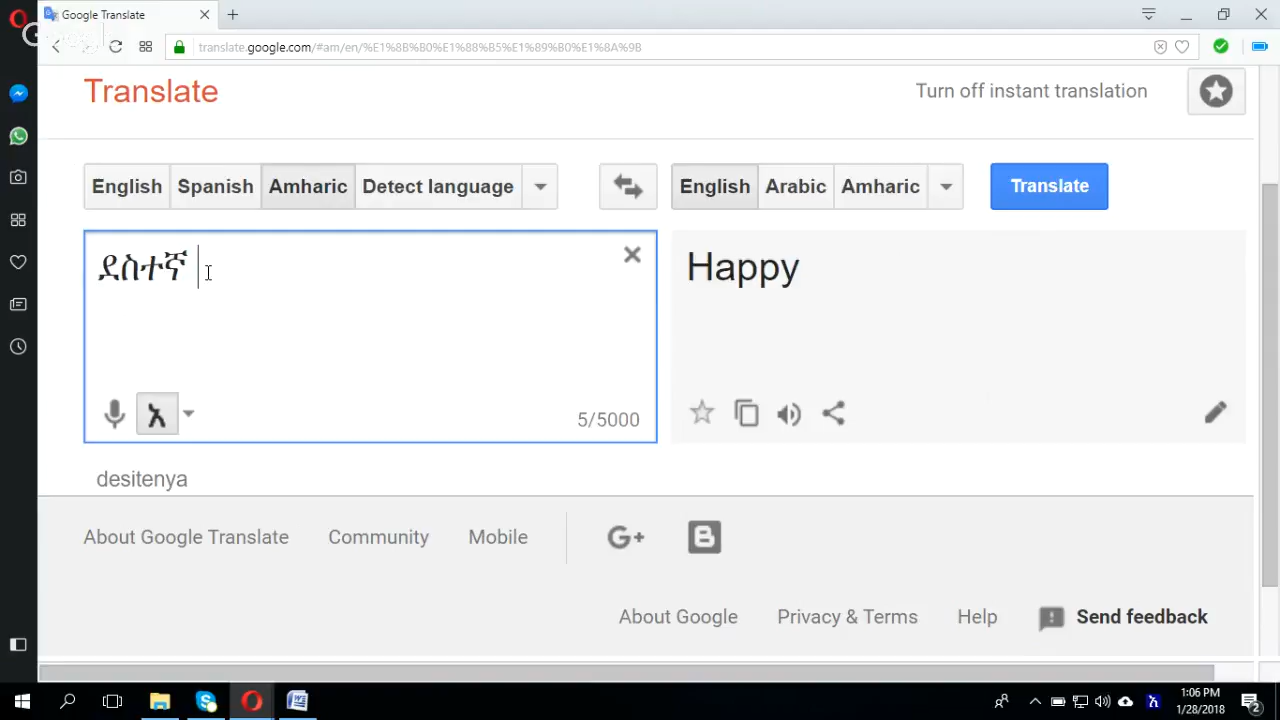 Google Translate
translate.google.com/#am/en/%E1%8B%B0%E1%88%B5%E1%89%B0%E1%8A%9B
Translate
Turn off instant translation
English Spanish Amharic Detect language
English Arabic Amharic
Translate
ደስተኛ
Happy
5/5000
desitenya
About Google Translate Community Mobile
G+
About Google Privacy & Terms Help Send feedback
1:06 PM
1/28/2018
2